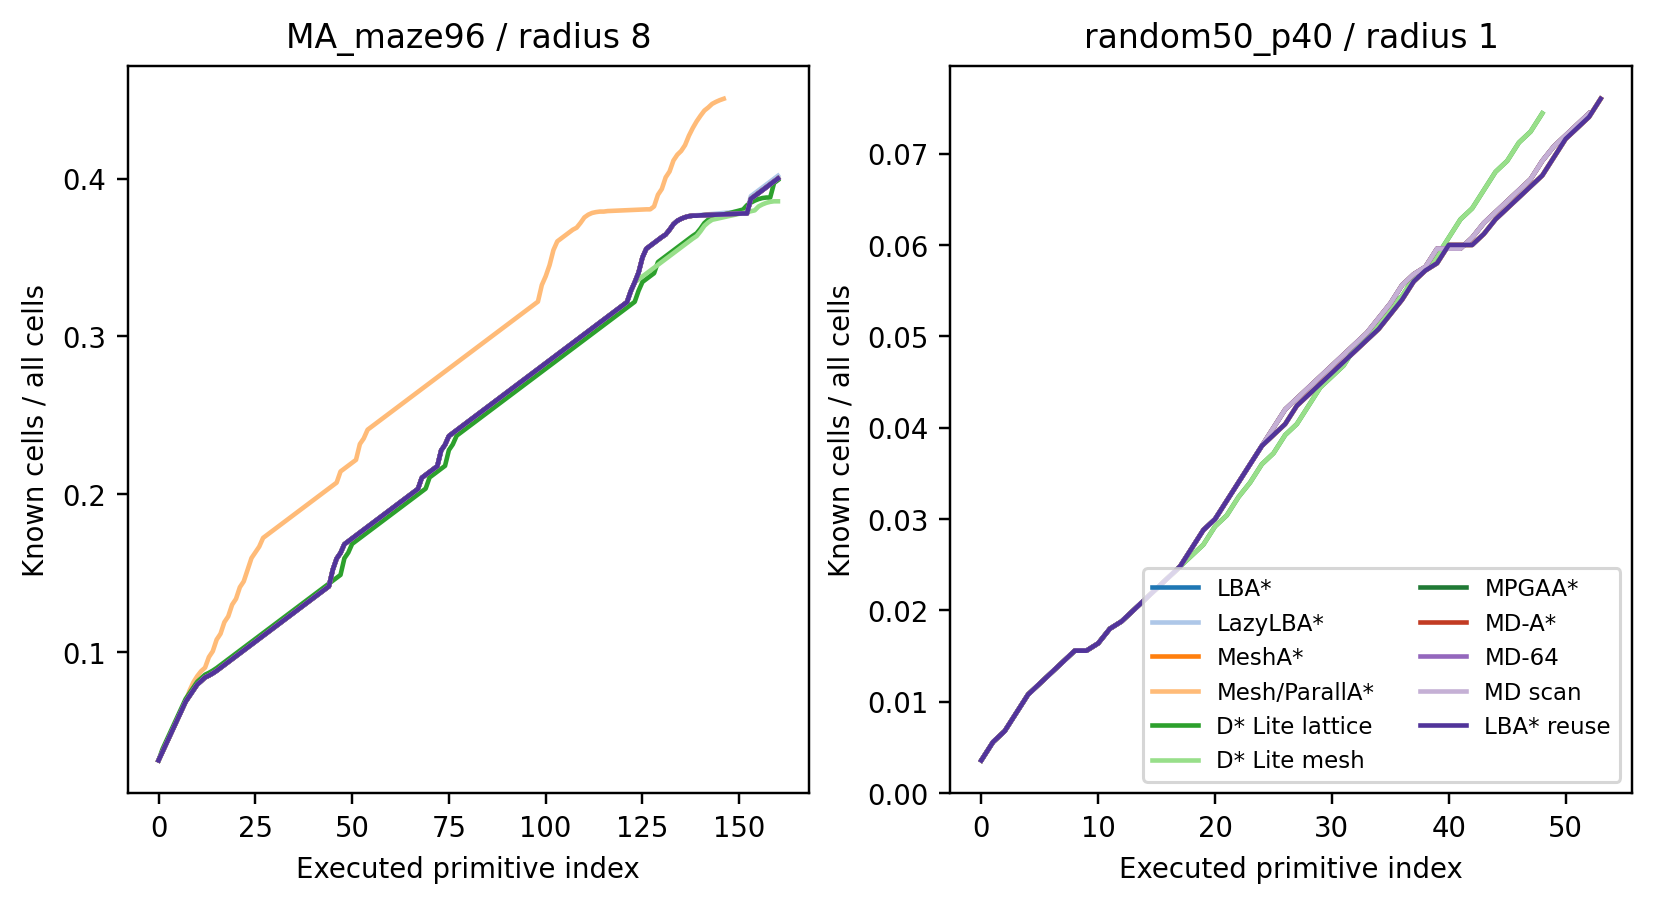 MA_maze96 / radius 8
Known cells / all cells
0.4
0.3
0.2
0.1
0 25 50 75 100 125 150
Executed primitive index
random50_p40 / radius 1
Known cells / all cells
0.07
0.06
0.05
0.04
0.03
0.02
0.01
0.00
LBA*
LazyLBA*
MeshA*
Mesh/ParallA*
D* Lite lattice
D* Lite mesh
MPGAA*
MD-A*
MD-64
MD scan
LBA* reuse
0 10 20 30 40 50
Executed primitive index